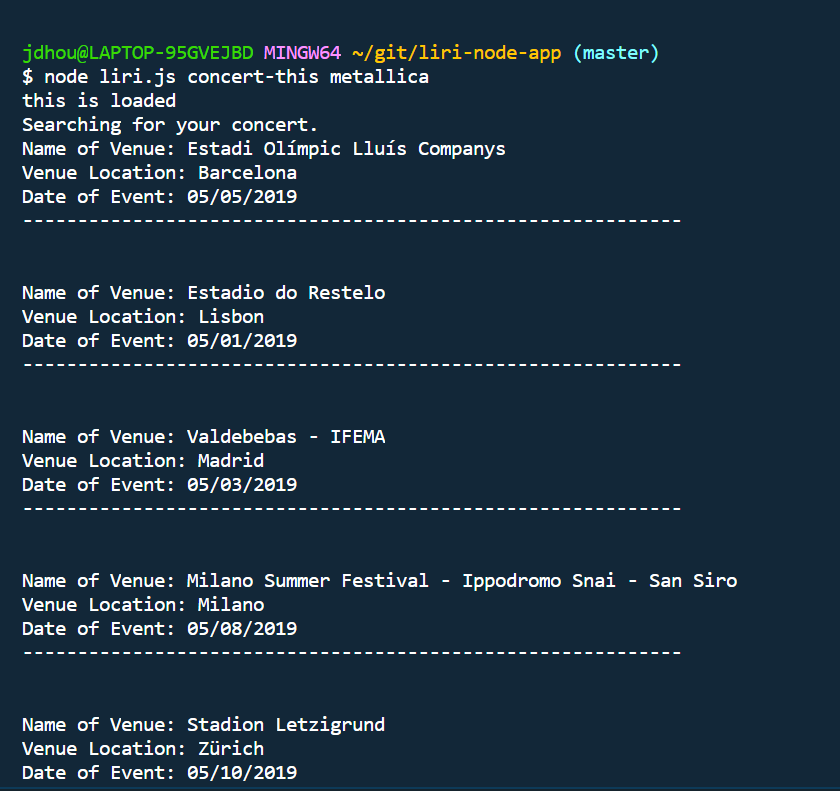 jdhou@LAPTOP-95GVEJBD MINGW64 ~/git/liri-node-app (master)
$ node liri.js concert-this metallica
this is loaded
Searching for your concert.
Name of Venue: Estadi Olímpic Lluís Companys
Venue Location: Barcelona
Date of Event: 05/05/2019
------------------------------------------------------------
Name of Venue: Estadio do Restelo
Venue Location: Lisbon
Date of Event: 05/01/2019
------------------------------------------------------------
Name of Venue: Valdebebas - IFEMA
Venue Location: Madrid
Date of Event: 05/03/2019
------------------------------------------------------------
Name of Venue: Milano Summer Festival - Ippodromo Snai - San Siro
Venue Location: Milano
Date of Event: 05/08/2019
------------------------------------------------------------
Name of Venue: Stadion Letzigrund
Venue Location: Zürich
Date of Event: 05/10/2019